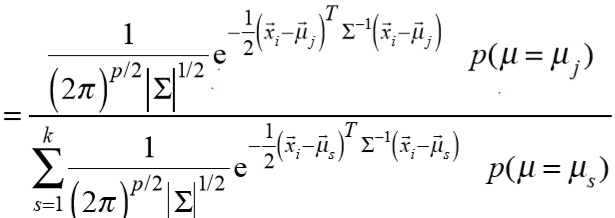 = \frac{\frac{1}{(2\pi)^{p/2}|\Sigma|^{1/2}} e^{-\frac{1}{2}(\vec{x}_i-\vec{\mu}_j)^T \Sigma^{-1}(\vec{x}_i-\vec{\mu}_j)} \quad p(\mu = \mu_j)}{\sum_{s=1}^{k} \frac{1}{(2\pi)^{p/2}|\Sigma|^{1/2}} e^{-\frac{1}{2}(\vec{x}_i-\vec{\mu}_s)^T \Sigma^{-1}(\vec{x}_i-\vec{\mu}_s)} \quad p(\mu = \mu_s)}